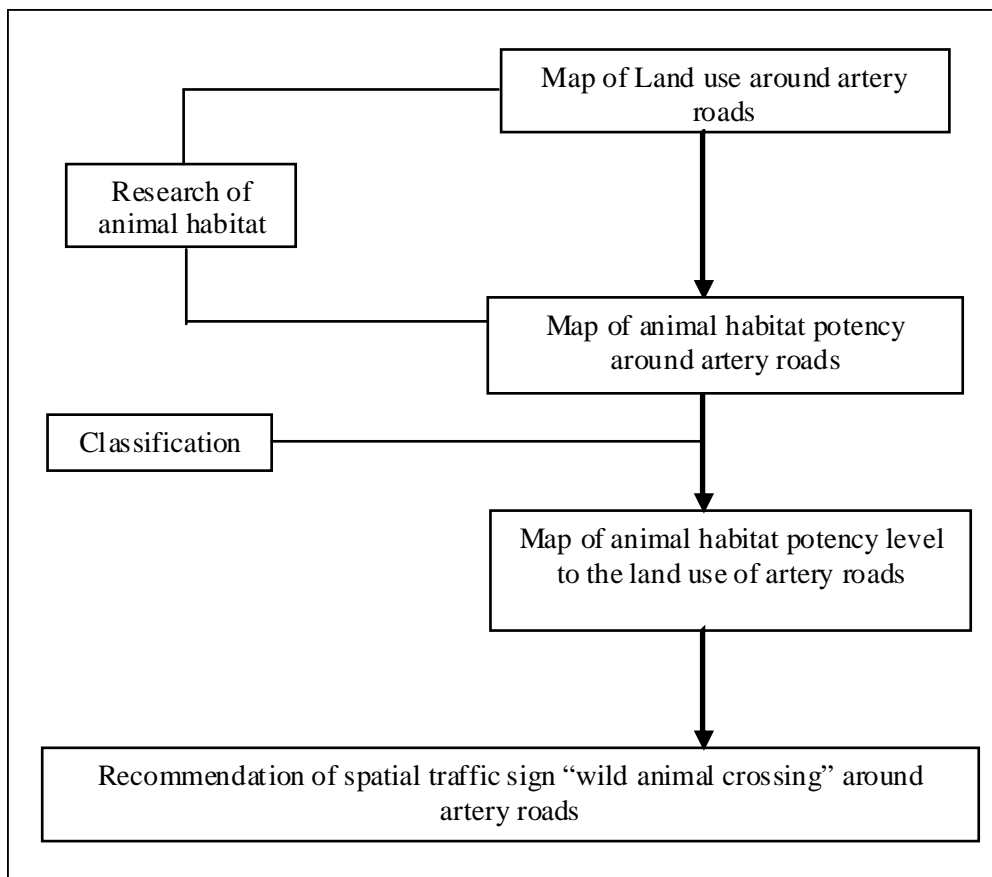 Map of Land use around artery
roads
Research of
animal habitat
Map of animal habitat potency
around artery roads
Classification
Map of animal habitat potency level
to the land use of artery roads
Recommendation of spatial traffic sign “wild animal crossing” around
artery roads